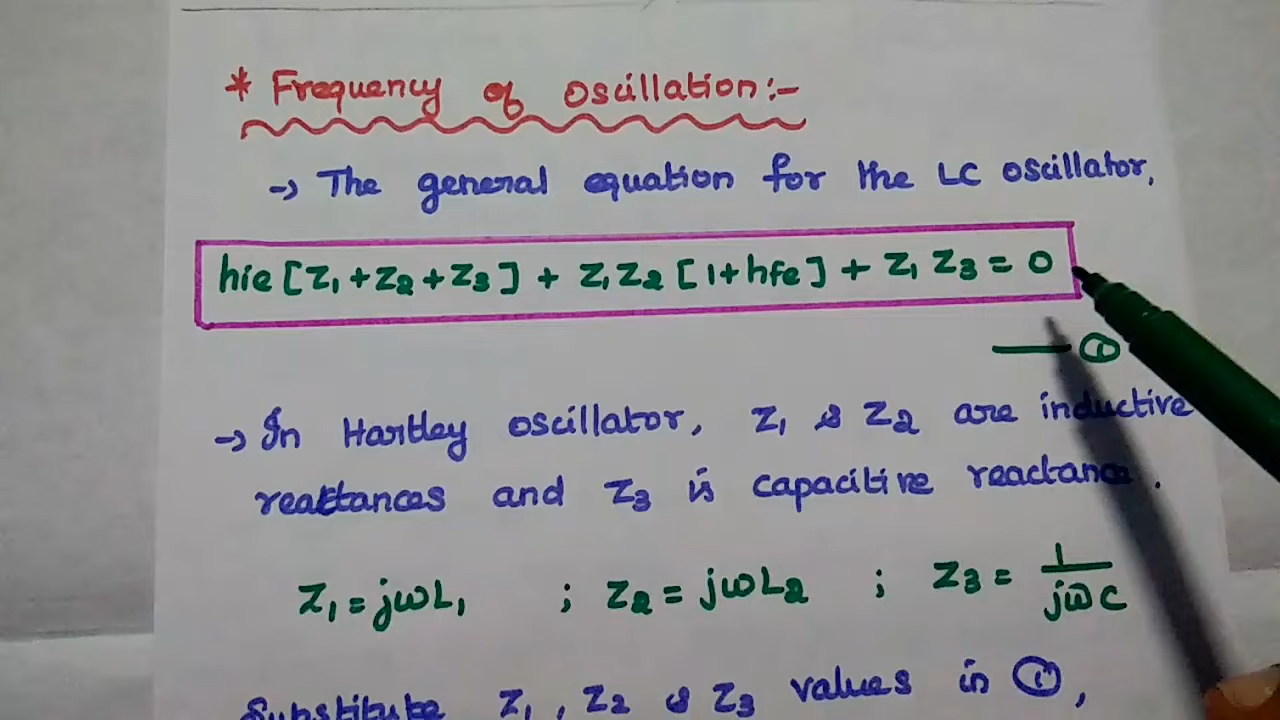 * Frequency of Oscillation:-
→ The general equation for the LC oscillator,
hie [Z₁ + Z₂ + Z₃] + Z₁Z₂ [1+hfe] + Z₁ Z₃ = 0
— ①
→ In Hartley oscillator, Z₁ & Z₂ are inductive
reactances and Z₃ is capacitive reactance.
Z₁ = jωL₁ ; Z₂ = jωL₂ ; Z₃ = 1/jωC
Substitute Z₁, Z₂ & Z₃ values in ①,